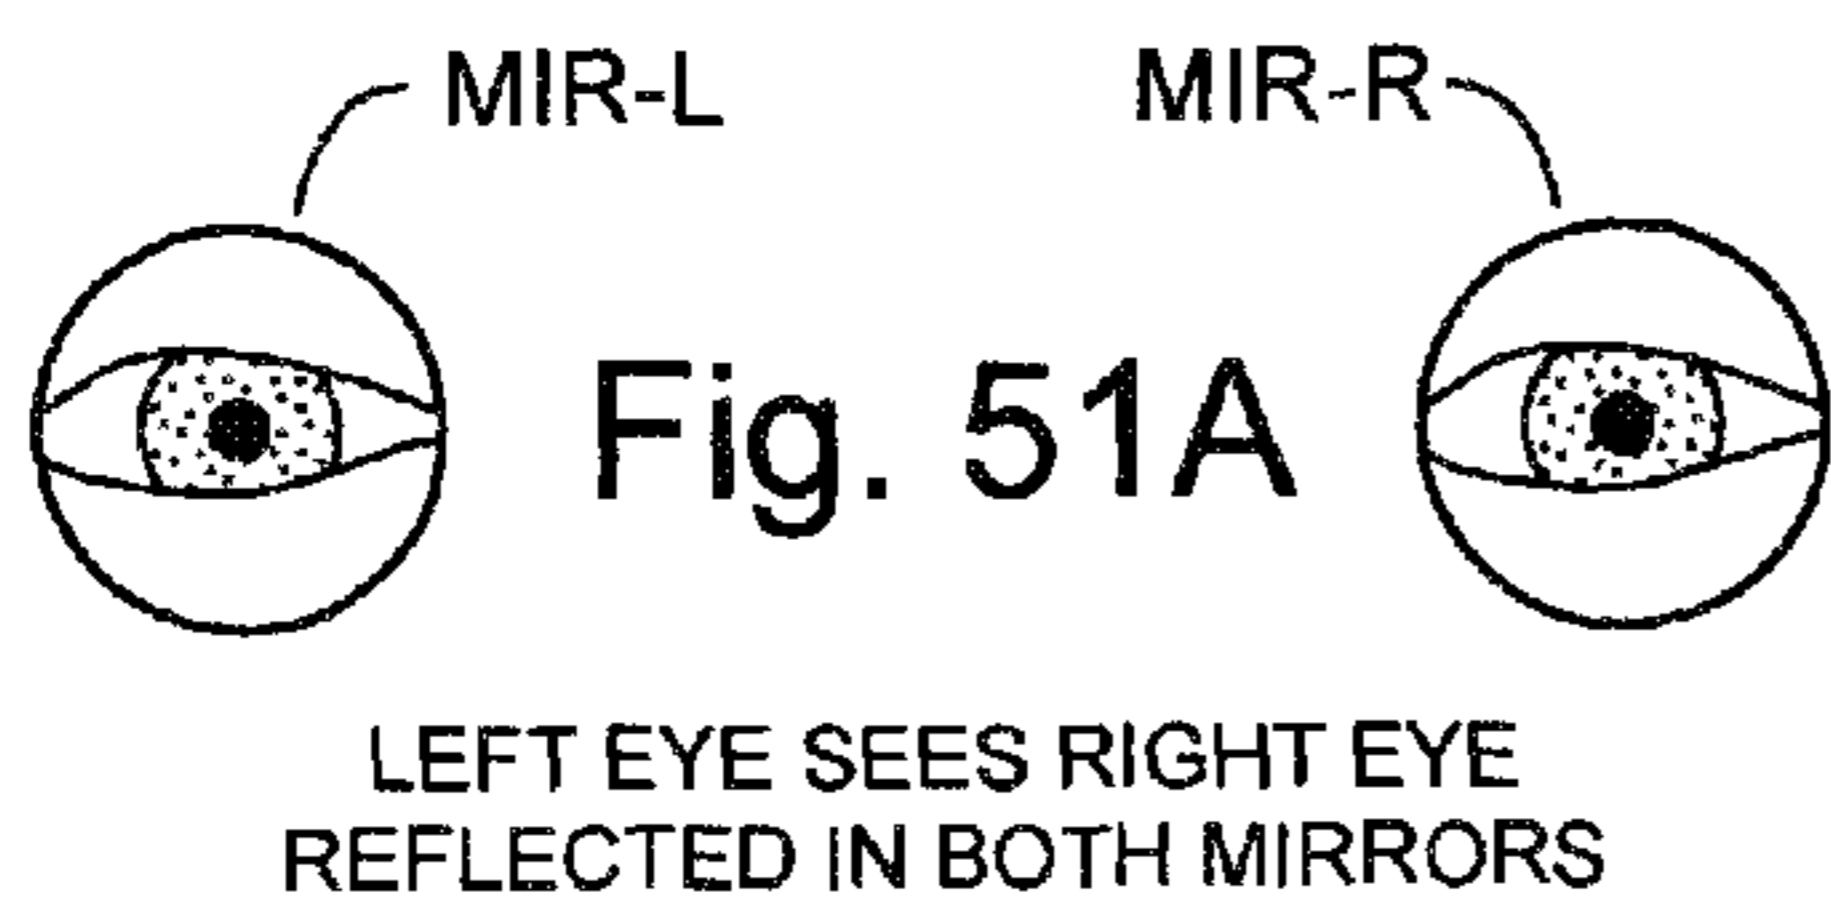 MIR-L MIR-R
Fig. 51A
LEFT EYE SEES RIGHT EYE
REFLECTED IN BOTH MIRRORS